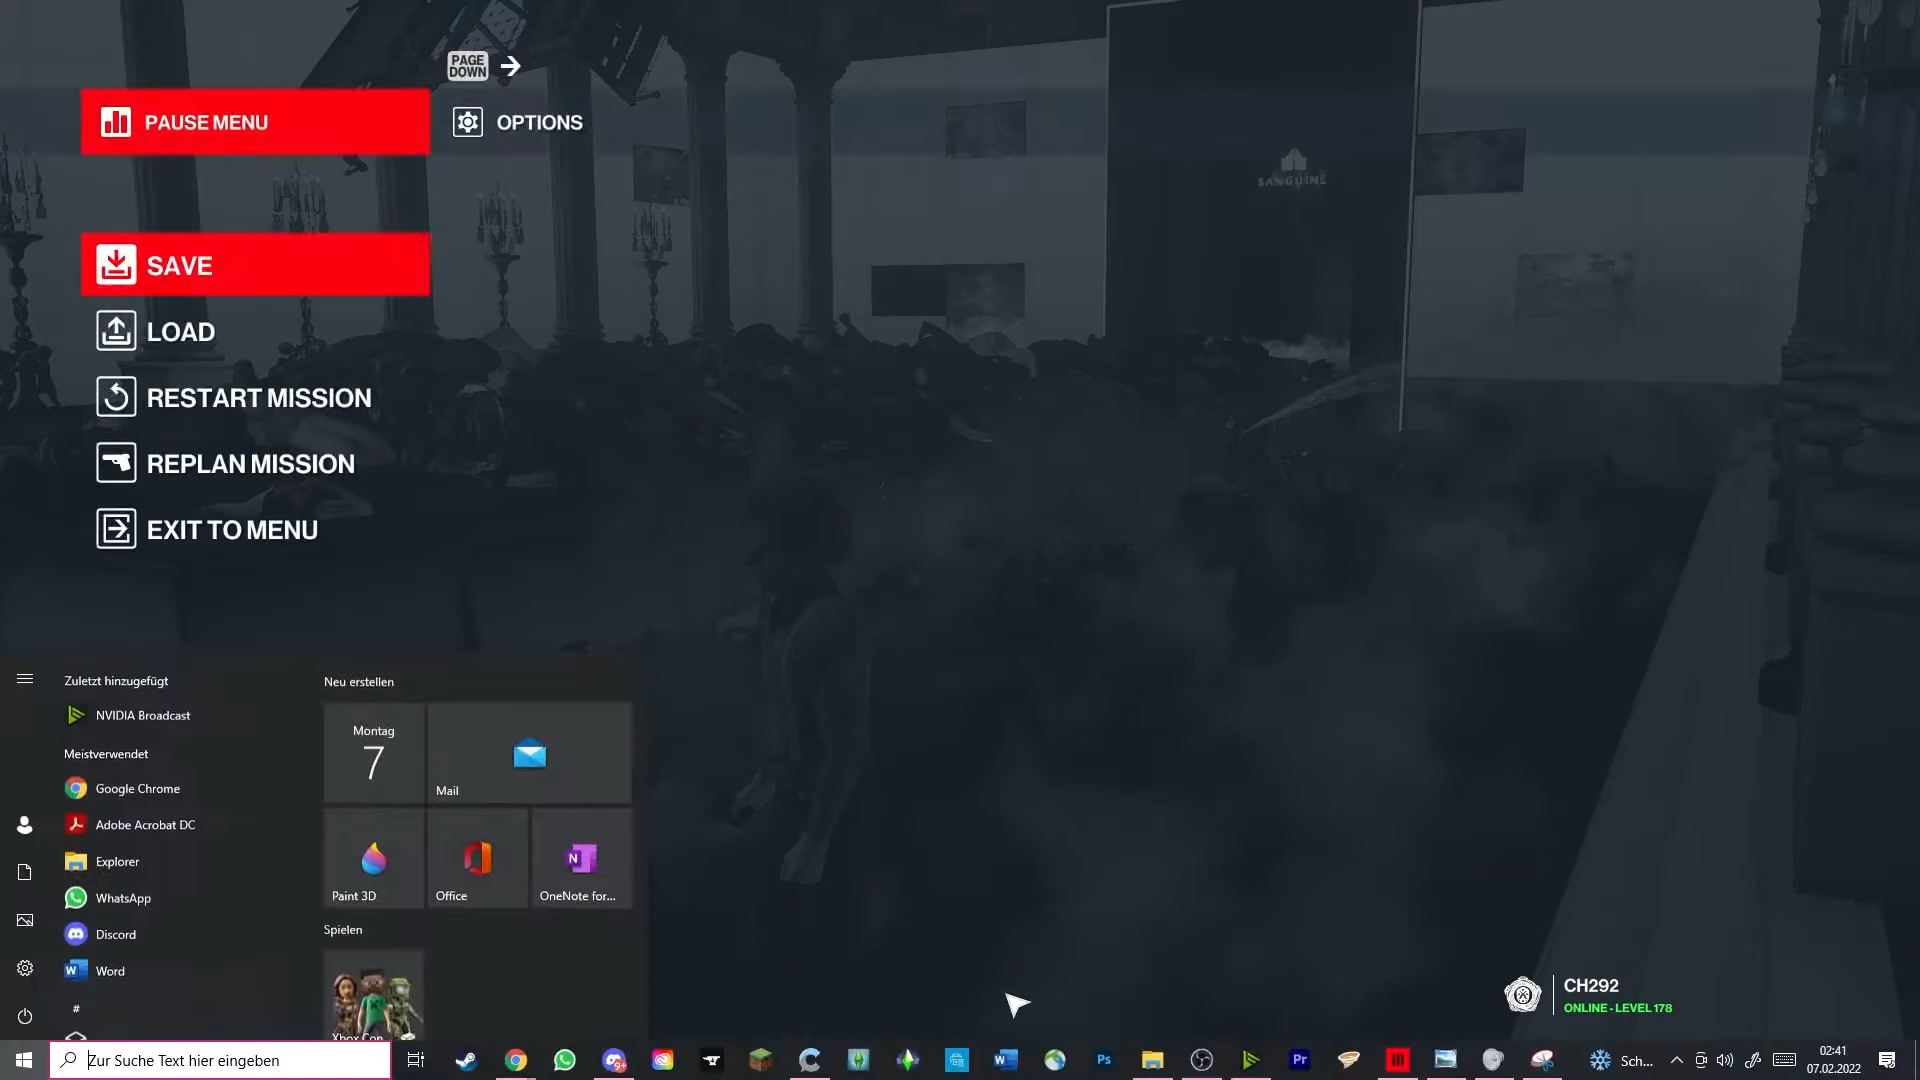 PAGE
DOWN
PAUSE MENU
OPTIONS
SANGUINE
SAVE
LOAD
RESTART MISSION
REPLAN MISSION
EXIT TO MENU
Zuletzt hinzugefügt
NVIDIA Broadcast
Meistverwendet
Google Chrome
Adobe Acrobat DC
Explorer
WhatsApp
Discord
Word
#
Neu erstellen
Montag
7
Mail
Paint 3D
Office
OneNote for...
Spielen
Xbox Con
CH292
ONLINE - LEVEL 178
Zur Suche Text hier eingeben
9+
Ps
Pr
Sch...
02:41
07.02.2022